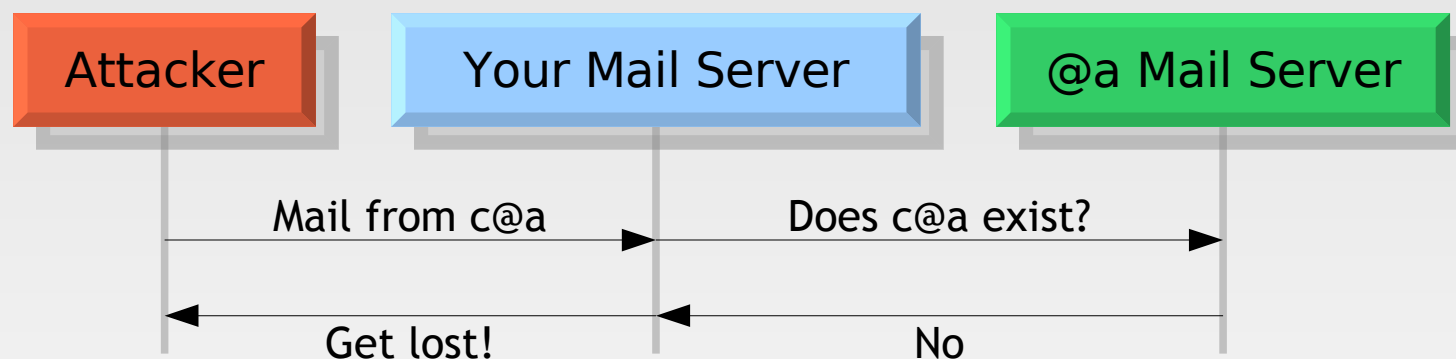 Attacker
Your Mail Server
@a Mail Server
Mail from c@a
Does c@a exist?
Get lost!
No